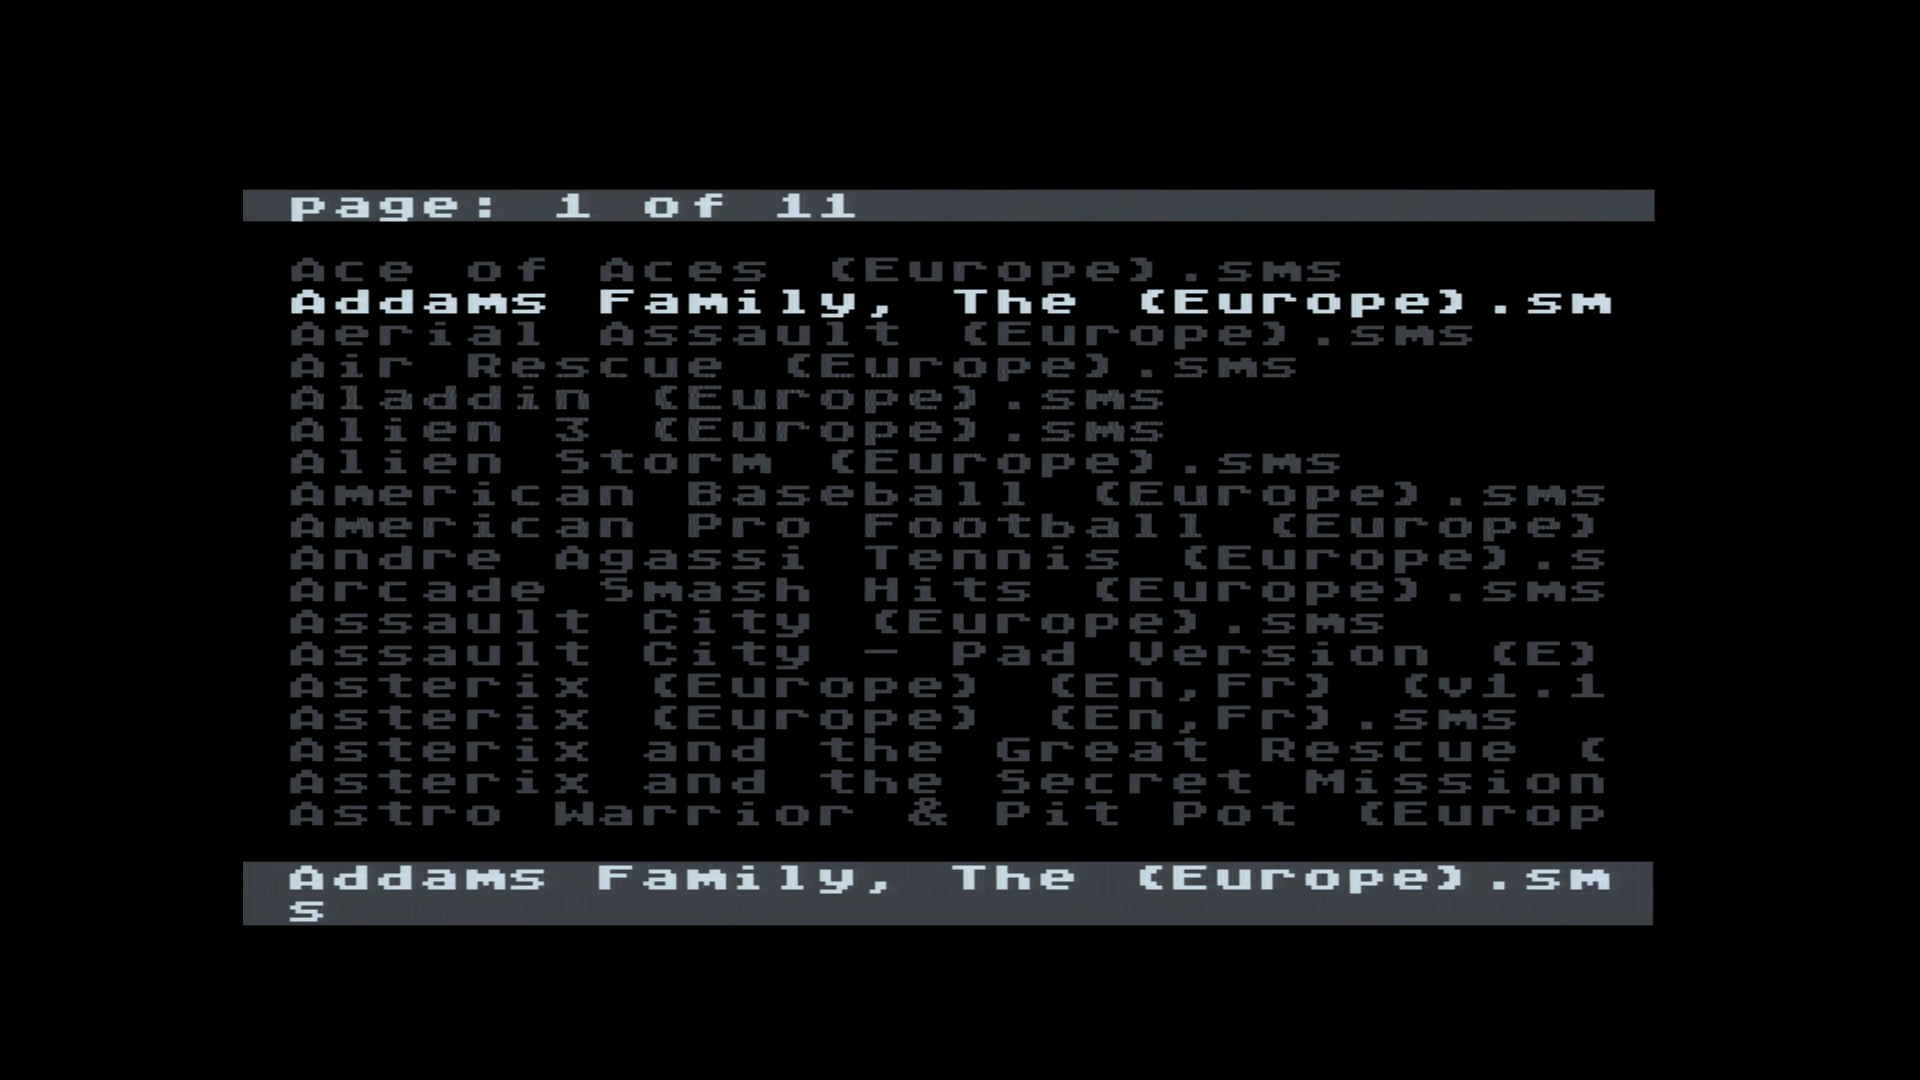 page: 1 of 11
Ace of Aces (Europe).sms
Addams Family, The (Europe).sm
Aerial Assault (Europe).sms
Air Rescue (Europe).sms
Aladdin (Europe).sms
Alien 3 (Europe).sms
Alien Storm (Europe).sms
American Baseball (Europe).sms
American Pro Football (Europe)
Andre Agassi Tennis (Europe).s
Arcade Smash Hits (Europe).sms
Assault City (Europe).sms
Assault City - Pad Version (E)
Asterix (Europe) (En,Fr) (v1.1
Asterix (Europe) (En,Fr).sms
Asterix and the Great Rescue (
Asterix and the Secret Mission
Astro Warrior & Pit Pot (Europ
Addams Family, The (Europe).sm
s